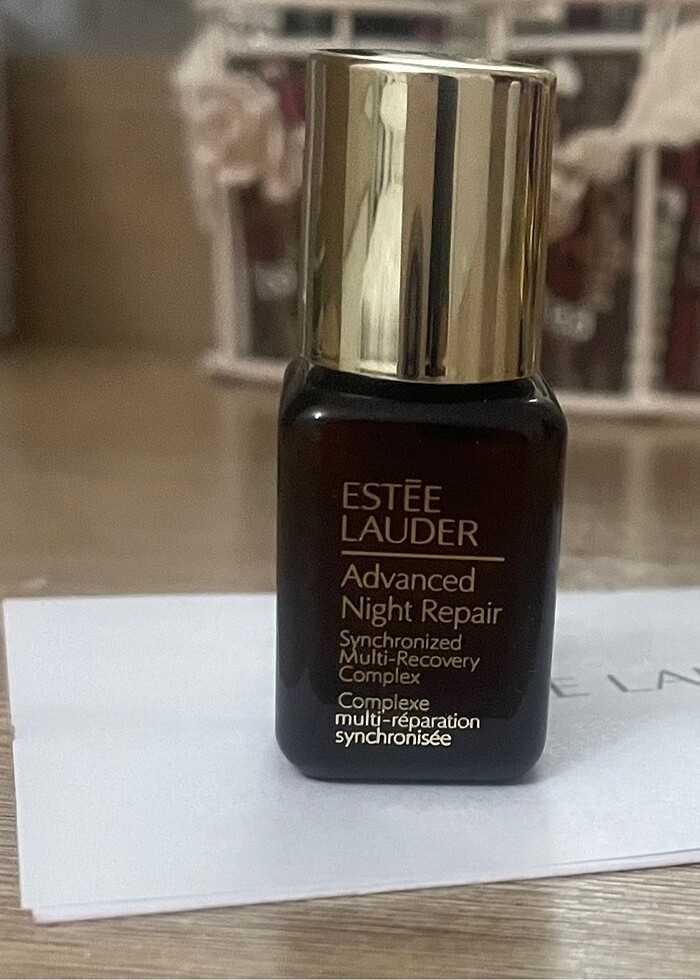 ESTĒE
LAUDER
Advanced
Night Repair
Synchronized
Multi-Recovery
Complex
Complexe
multi-réparation
synchronisée